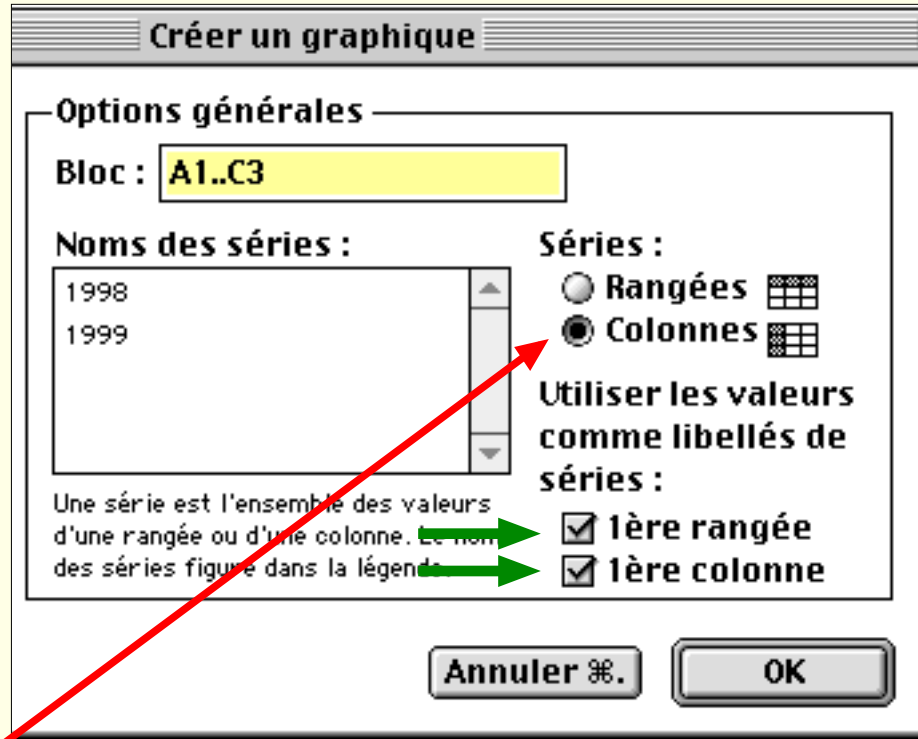 Créer un graphique
Options générales
Bloc : A1..C3
Noms des séries :
1998
1999
Une série est l'ensemble des valeurs
d'une rangée ou d'une colonne.
des séries figure dans la légende
Séries :
Rangées
Colonnes
Utiliser les valeurs
comme libellés de
séries :
1ère rangée
1ère colonne
Annuler ⌘.
OK